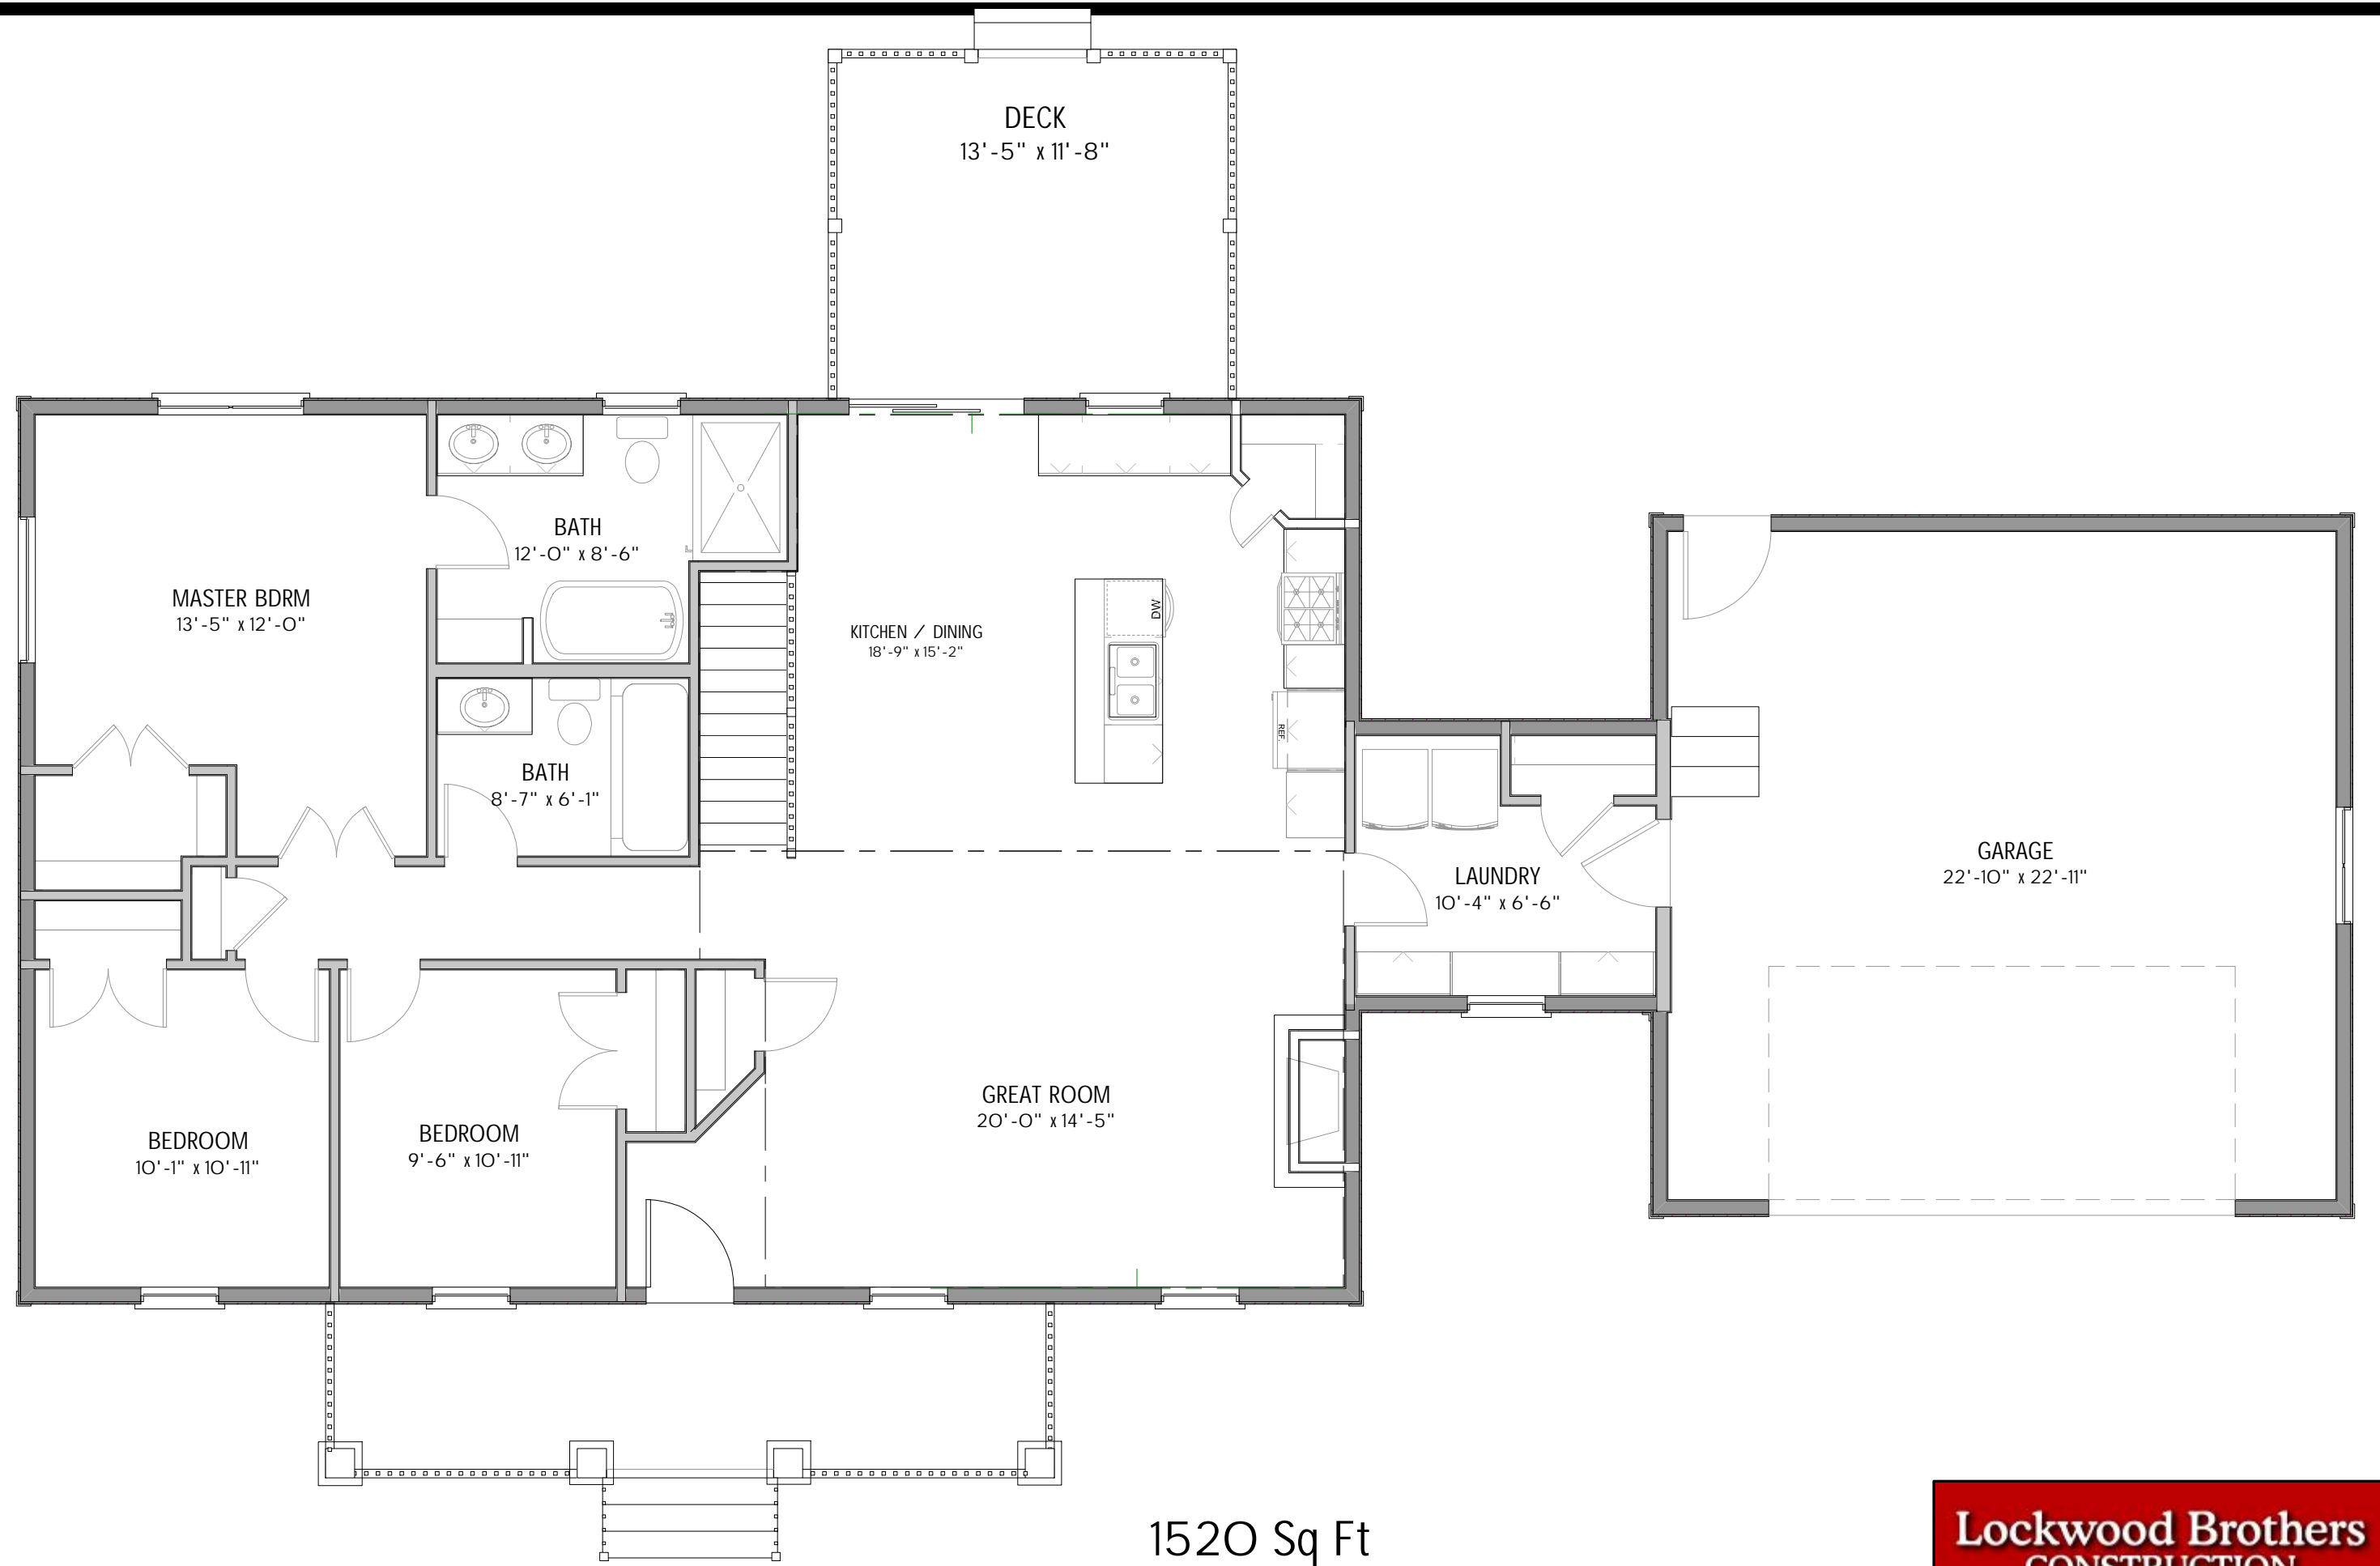 DECK
13'-5" x 11'-8"
BATH
12'-0" x 8'-6"
MASTER BDRM
13'-5" x 12'-0"
DW
KITCHEN / DINING
18'-9" x 15'-2"
REF.
BATH
8'-7" x 6'-1"
GARAGE
22'-10" x 22'-11"
LAUNDRY
10'-4" x 6'-6"
GREAT ROOM
20'-0" x 14'-5"
BEDROOM
10'-1" x 10'-11"
BEDROOM
9'-6" x 10'-11"
1520 Sq Ft
Lockwood Brothers
CONSTRUCTION